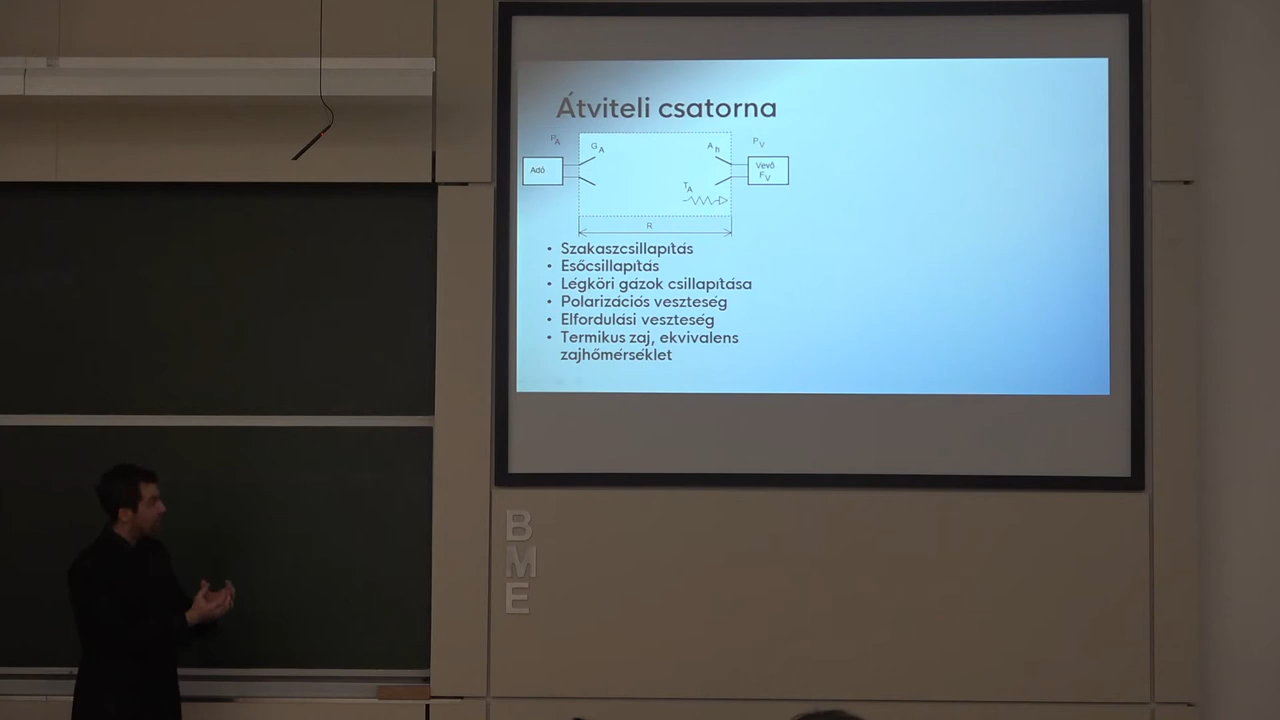 Átviteli csatorna
P_A
G_A
A_h
P_V
Adó
Vevő
F_V
T_A
R
• Szakaszcsillapítás
• Esőcsillapítás
• Légköri gázok csillapítása
• Polarizációs veszteség
• Elfordulási veszteség
• Termikus zaj, ekvivalens
zajhőmérséklet
B
M
E